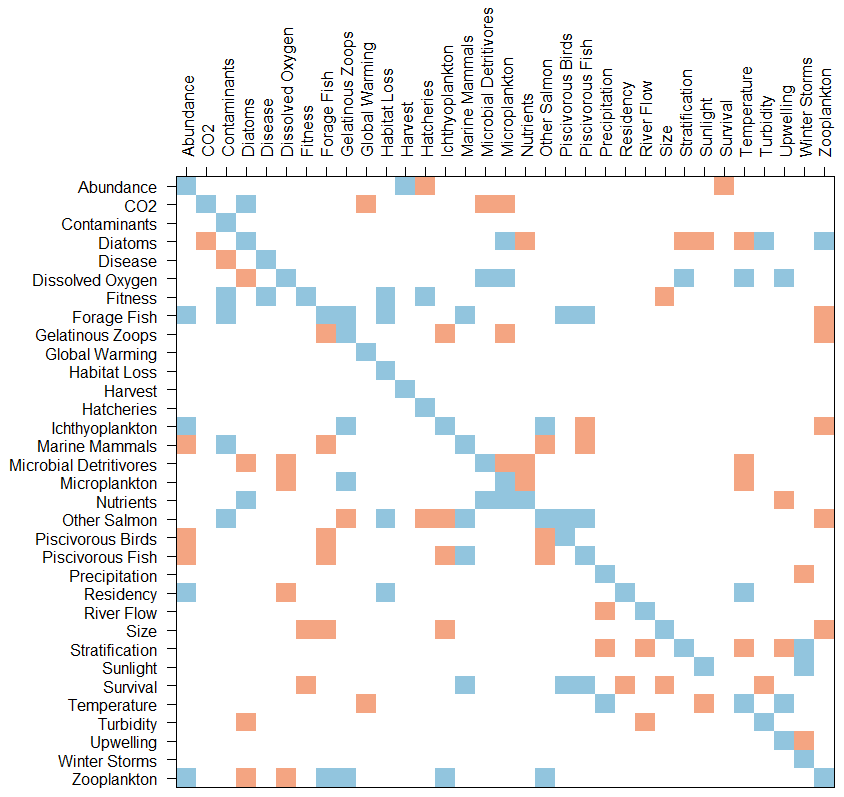 Abundance
CO2
Contaminants
Diatoms
Disease
Dissolved Oxygen
Fitness
Forage Fish
Gelatinous Zoops
Global Warming
Habitat Loss
Harvest
Hatcheries
Ichthyoplankton
Marine Mammals
Microbial Detritivores
Microplankton
Nutrients
Other Salmon
Piscivorous Birds
Piscivorous Fish
Precipitation
Residency
River Flow
Size
Stratification
Sunlight
Survival
Temperature
Turbidity
Upwelling
Winter Storms
Zooplankton
Abundance
CO2
Contaminants
Diatoms
Disease
Dissolved Oxygen
Fitness
Forage Fish
Gelatinous Zoops
Global Warming
Habitat Loss
Harvest
Hatcheries
Ichthyoplankton
Marine Mammals
Microbial Detritivores
Microplankton
Nutrients
Other Salmon
Piscivorous Birds
Piscivorous Fish
Precipitation
Residency
River Flow
Size
Stratification
Sunlight
Survival
Temperature
Turbidity
Upwelling
Winter Storms
Zooplankton